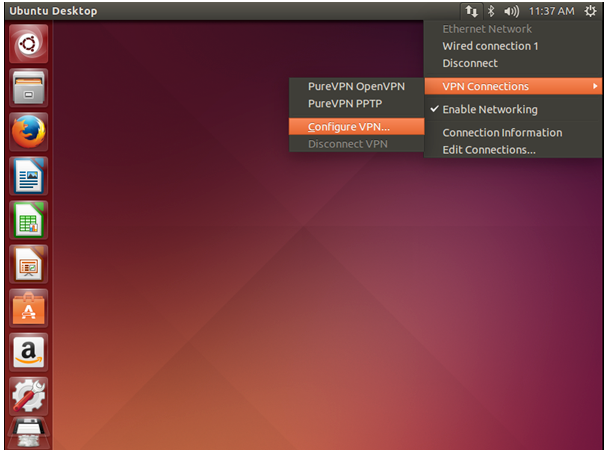 Ubuntu Desktop
11:37 AM
Ethernet Network
Wired connection 1
Disconnect
VPN Connections
Enable Networking
Connection Information
Edit Connections...
PureVPN OpenVPN
PureVPN PPTP
Configure VPN...
Disconnect VPN
A
a